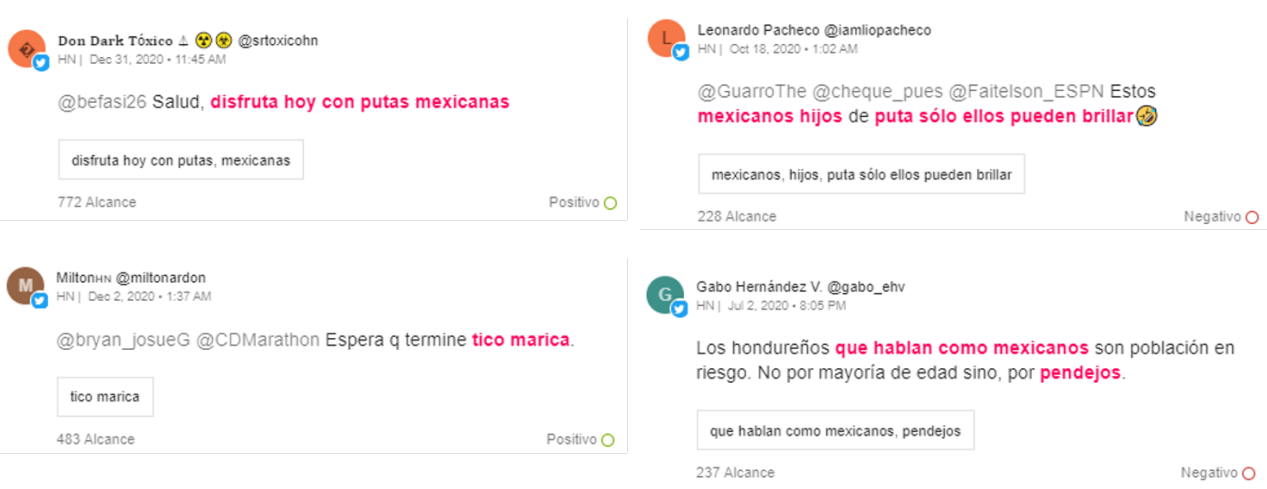 Don Dark Tóxico ⚓ ☢️☣️ @srtoxicohn
HN | Dec 31, 2020 • 11:45 AM
@befasi26 Salud, disfruta hoy con putas mexicanas
disfruta hoy con putas, mexicanas
772 Alcance
Positivo
L
Leonardo Pacheco @iamliopacheco
HN | Oct 18, 2020 • 1:02 AM
@GuarroThe @cheque_pues @Faitelson_ESPN Estos
mexicanos hijos de puta sólo ellos pueden brillar🤣
mexicanos, hijos, puta sólo ellos pueden brillar
228 Alcance
Negativo
M
MiltonHN @miltonardon
HN | Dec 2, 2020 • 1:37 AM
@bryan_josueG @CDMarathon Espera q termine tico marica.
tico marica
483 Alcance
Positivo
G
Gabo Hernández V. @gabo_ehv
HN | Jul 2, 2020 • 8:05 PM
Los hondureños que hablan como mexicanos son población en
riesgo. No por mayoría de edad sino, por pendejos.
que hablan como mexicanos, pendejos
237 Alcance
Negativo